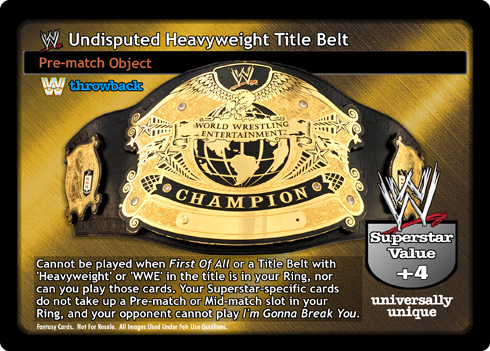 W Undisputed Heavyweight Title Belt
Pre-match Object
W throwback
W
WORLD WRESTLING
ENTERTAINMENT
CHAMPION
W
Superstar
Value
+4
universally
unique
Cannot be played when First Of All or a Title Belt with
'Heavyweight' or 'WWE' in the title is in your Ring, nor
can you play those cards. Your Superstar-specific cards
do not take up a Pre-match or Mid-match slot in your
Ring, and your opponent cannot play I'm Gonna Break You.
Fantasy Cards. Not For Resale. All Images Used Under Fair Use Guidlines.